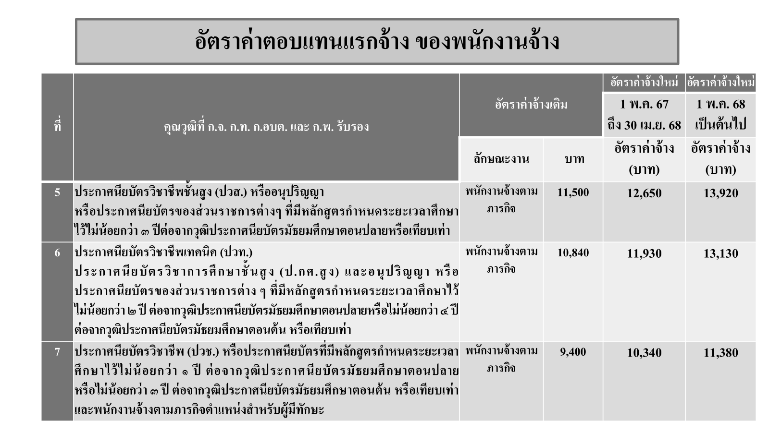 อัตราค่าตอบแทนแรกจ้าง ของพนักงานจ้าง
ที่
คุณวุฒิที่ ก.จ. ก.ท. ก.อบต. และ ก.พ. รับรอง
อัตราค่าจ้างเดิม
อัตราค่าจ้างใหม่
อัตราค่าจ้างใหม่
1 พ.ค. 67
ถึง 30 เม.ย. 68
1 พ.ค. 68
เป็นต้นไป
ลักษณะงาน
บาท
อัตราค่าจ้าง
(บาท)
อัตราค่าจ้าง
(บาท)
5
ประกาศนียบัตรวิชาชีพชั้นสูง (ปวส.) หรืออนุปริญญา
หรือประกาศนียบัตรของส่วนราชการต่างๆ ที่มีหลักสูตรกำหนดระยะเวลาศึกษา
ไว้ไม่น้อยกว่า ๓ ปีต่อจากวุฒิประกาศนียบัตรมัธยมศึกษาตอนปลายหรือเทียบเท่า
พนักงานจ้างตาม
ภารกิจ
11,500
12,650
13,920
6
ประกาศนียบัตรวิชาชีพเทคนิค (ปวท.)
ประกาศนียบัตรวิชาการศึกษาชั้นสูง (ป.กศ.สูง) และอนุปริญญา หรือ
ประกาศนียบัตรของส่วนราชการต่าง ๆ ที่มีหลักสูตรกำหนดระยะเวลาศึกษาไว้
ไม่น้อยกว่า ๒ ปี ต่อจากวุฒิประกาศนียบัตรมัธยมศึกษาตอนปลายหรือไม่น้อยกว่า ๔ ปี
ต่อจากวุฒิประกาศนียบัตรมัธยมศึกษาตอนต้น หรือเทียบเท่า
พนักงานจ้างตาม
ภารกิจ
10,840
11,930
13,130
7
ประกาศนียบัตรวิชาชีพ (ปวช.) หรือประกาศนียบัตรที่มีหลักสูตรกำหนดระยะเวลา
ศึกษาไว้ไม่น้อยกว่า ๑ ปี ต่อจากวุฒิประกาศนียบัตรมัธยมศึกษาตอนปลาย
หรือไม่น้อยกว่า ๓ ปี ต่อจากวุฒิประกาศนียบัตรมัธยมศึกษาตอนต้น หรือเทียบเท่า
และพนักงานจ้างตามภารกิจตำแหน่งสำหรับผู้มีทักษะ
พนักงานจ้างตาม
ภารกิจ
9,400
10,340
11,380